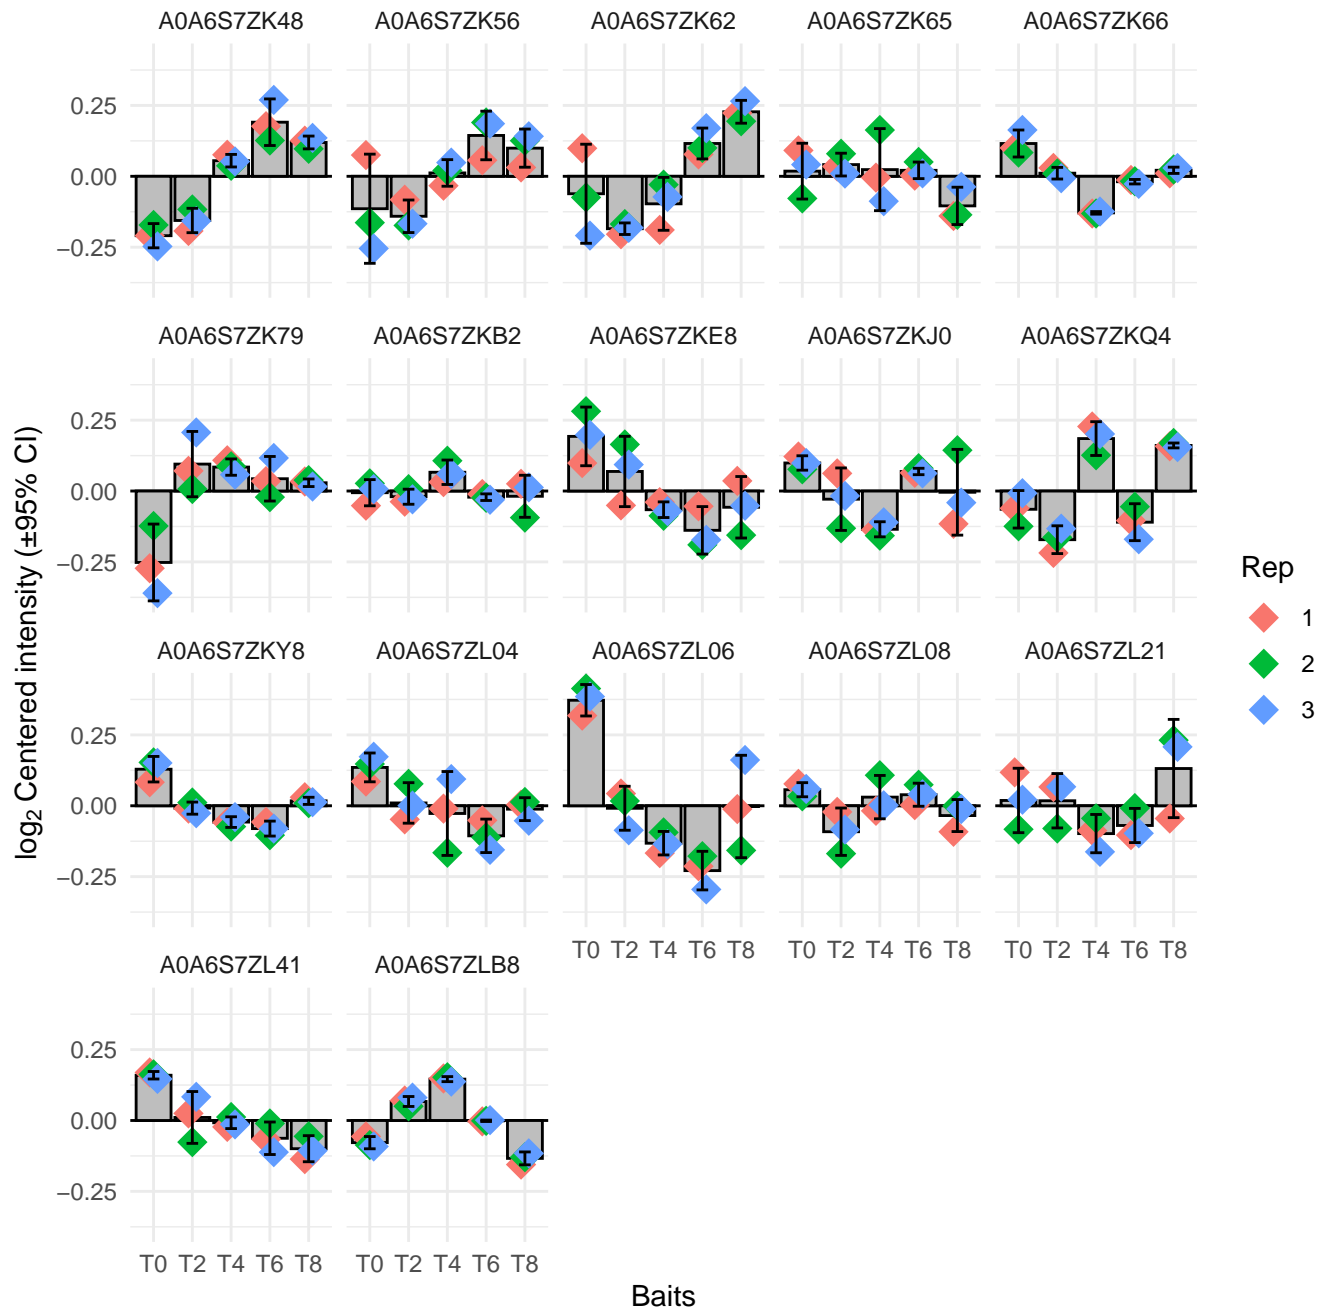 A0A6S7ZK48 A0A6S7ZK56 A0A6S7ZK62 A0A6S7ZK65 A0A6S7ZK66
0.25
0.00
−0.25
A0A6S7ZK79 A0A6S7ZKB2 A0A6S7ZKE8 A0A6S7ZKJ0 A0A6S7ZKQ4
0.25
0.00
−0.25
A0A6S7ZKY8 A0A6S7ZL04 A0A6S7ZL06 A0A6S7ZL08 A0A6S7ZL21
0.25
0.00
−0.25
T0 T2 T4 T6 T8 T0 T2 T4 T6 T8 T0 T2 T4 T6 T8
A0A6S7ZL41 A0A6S7ZLB8
0.25
0.00
−0.25
T0 T2 T4 T6 T8 T0 T2 T4 T6 T8
Baits
log2 Centered intensity (±95% CI)
Rep
1
2
3